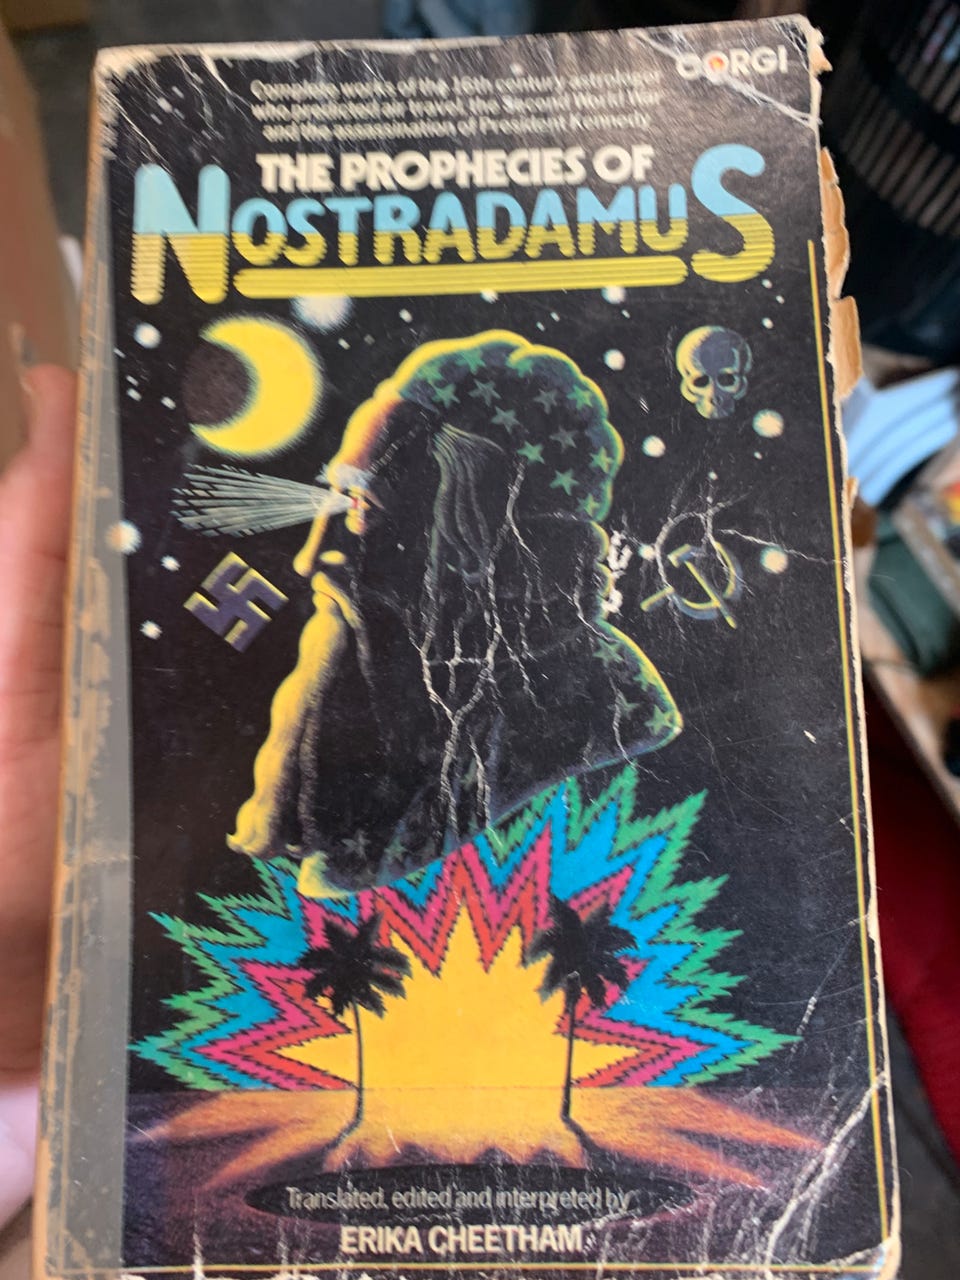 CORGI
Complete works of the 16th century astrologer
who predicted air travel, the Second World War
and the assassination of President Kennedy
THE PROPHECIES OF
NOSTRADAMUS
Translated, edited and interpreted by
ERIKA CHEETHAM